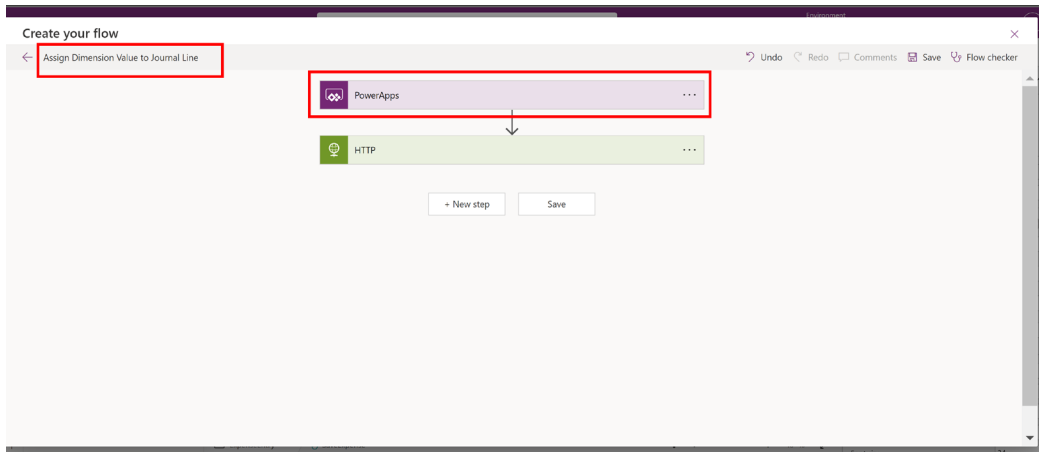 Environment
Create your flow
Assign Dimension Value to Journal Line
Undo Redo Comments Save Flow checker
PowerApps
HTTP
+ New step Save